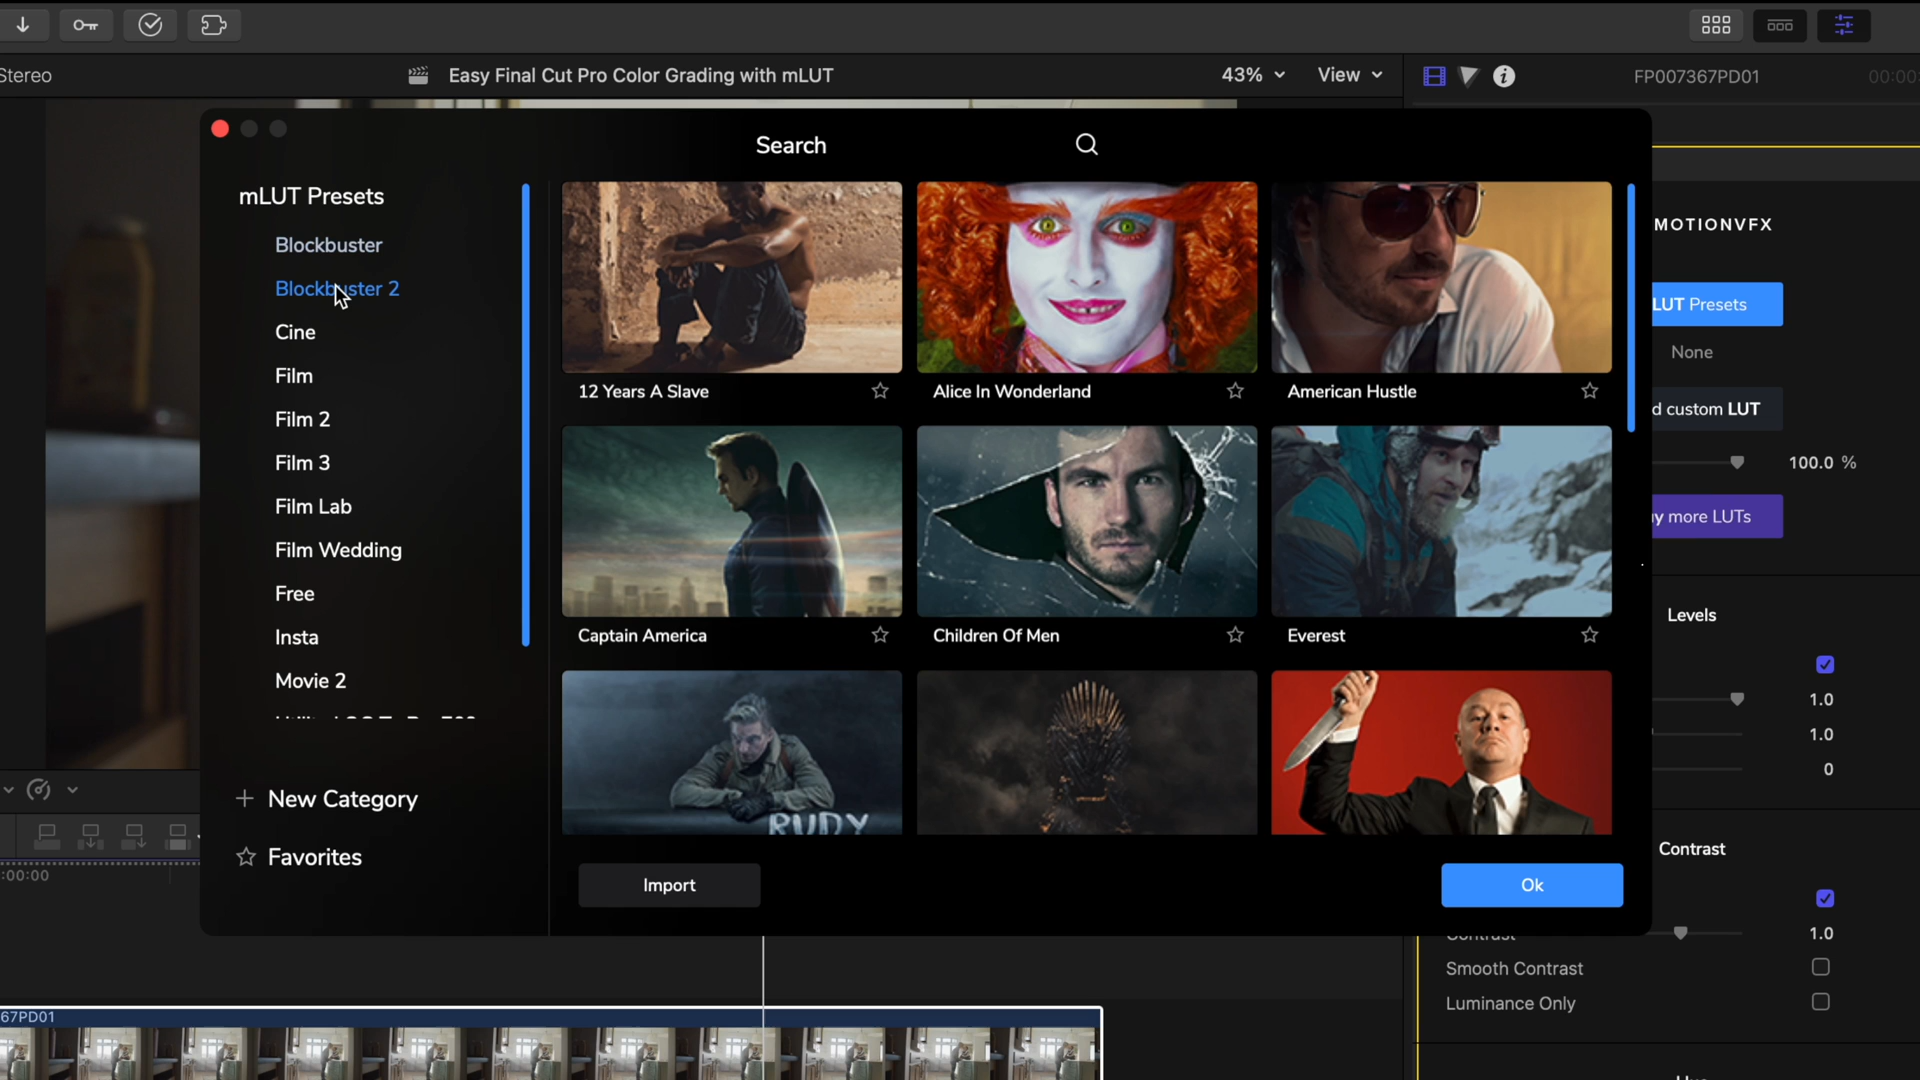 Stereo
Easy Final Cut Pro Color Grading with mLUT
43%
View
FP007367PD01
00:00
Search
mLUT Presets
Blockbuster
Blockbuster 2
Cine
Film
Film 2
Film 3
Film Lab
Film Wedding
Free
Insta
Movie 2
New Category
Favorites
12 Years A Slave
Alice In Wonderland
American Hustle
Captain America
Children Of Men
Everest
RUDY
Import
Ok
MOTIONVFX
LUT Presets
None
d custom LUT
100.0 %
y more LUTs
Levels
1.0
1.0
0
Contrast
1.0
Smooth Contrast
Luminance Only
:00:00
67PD01